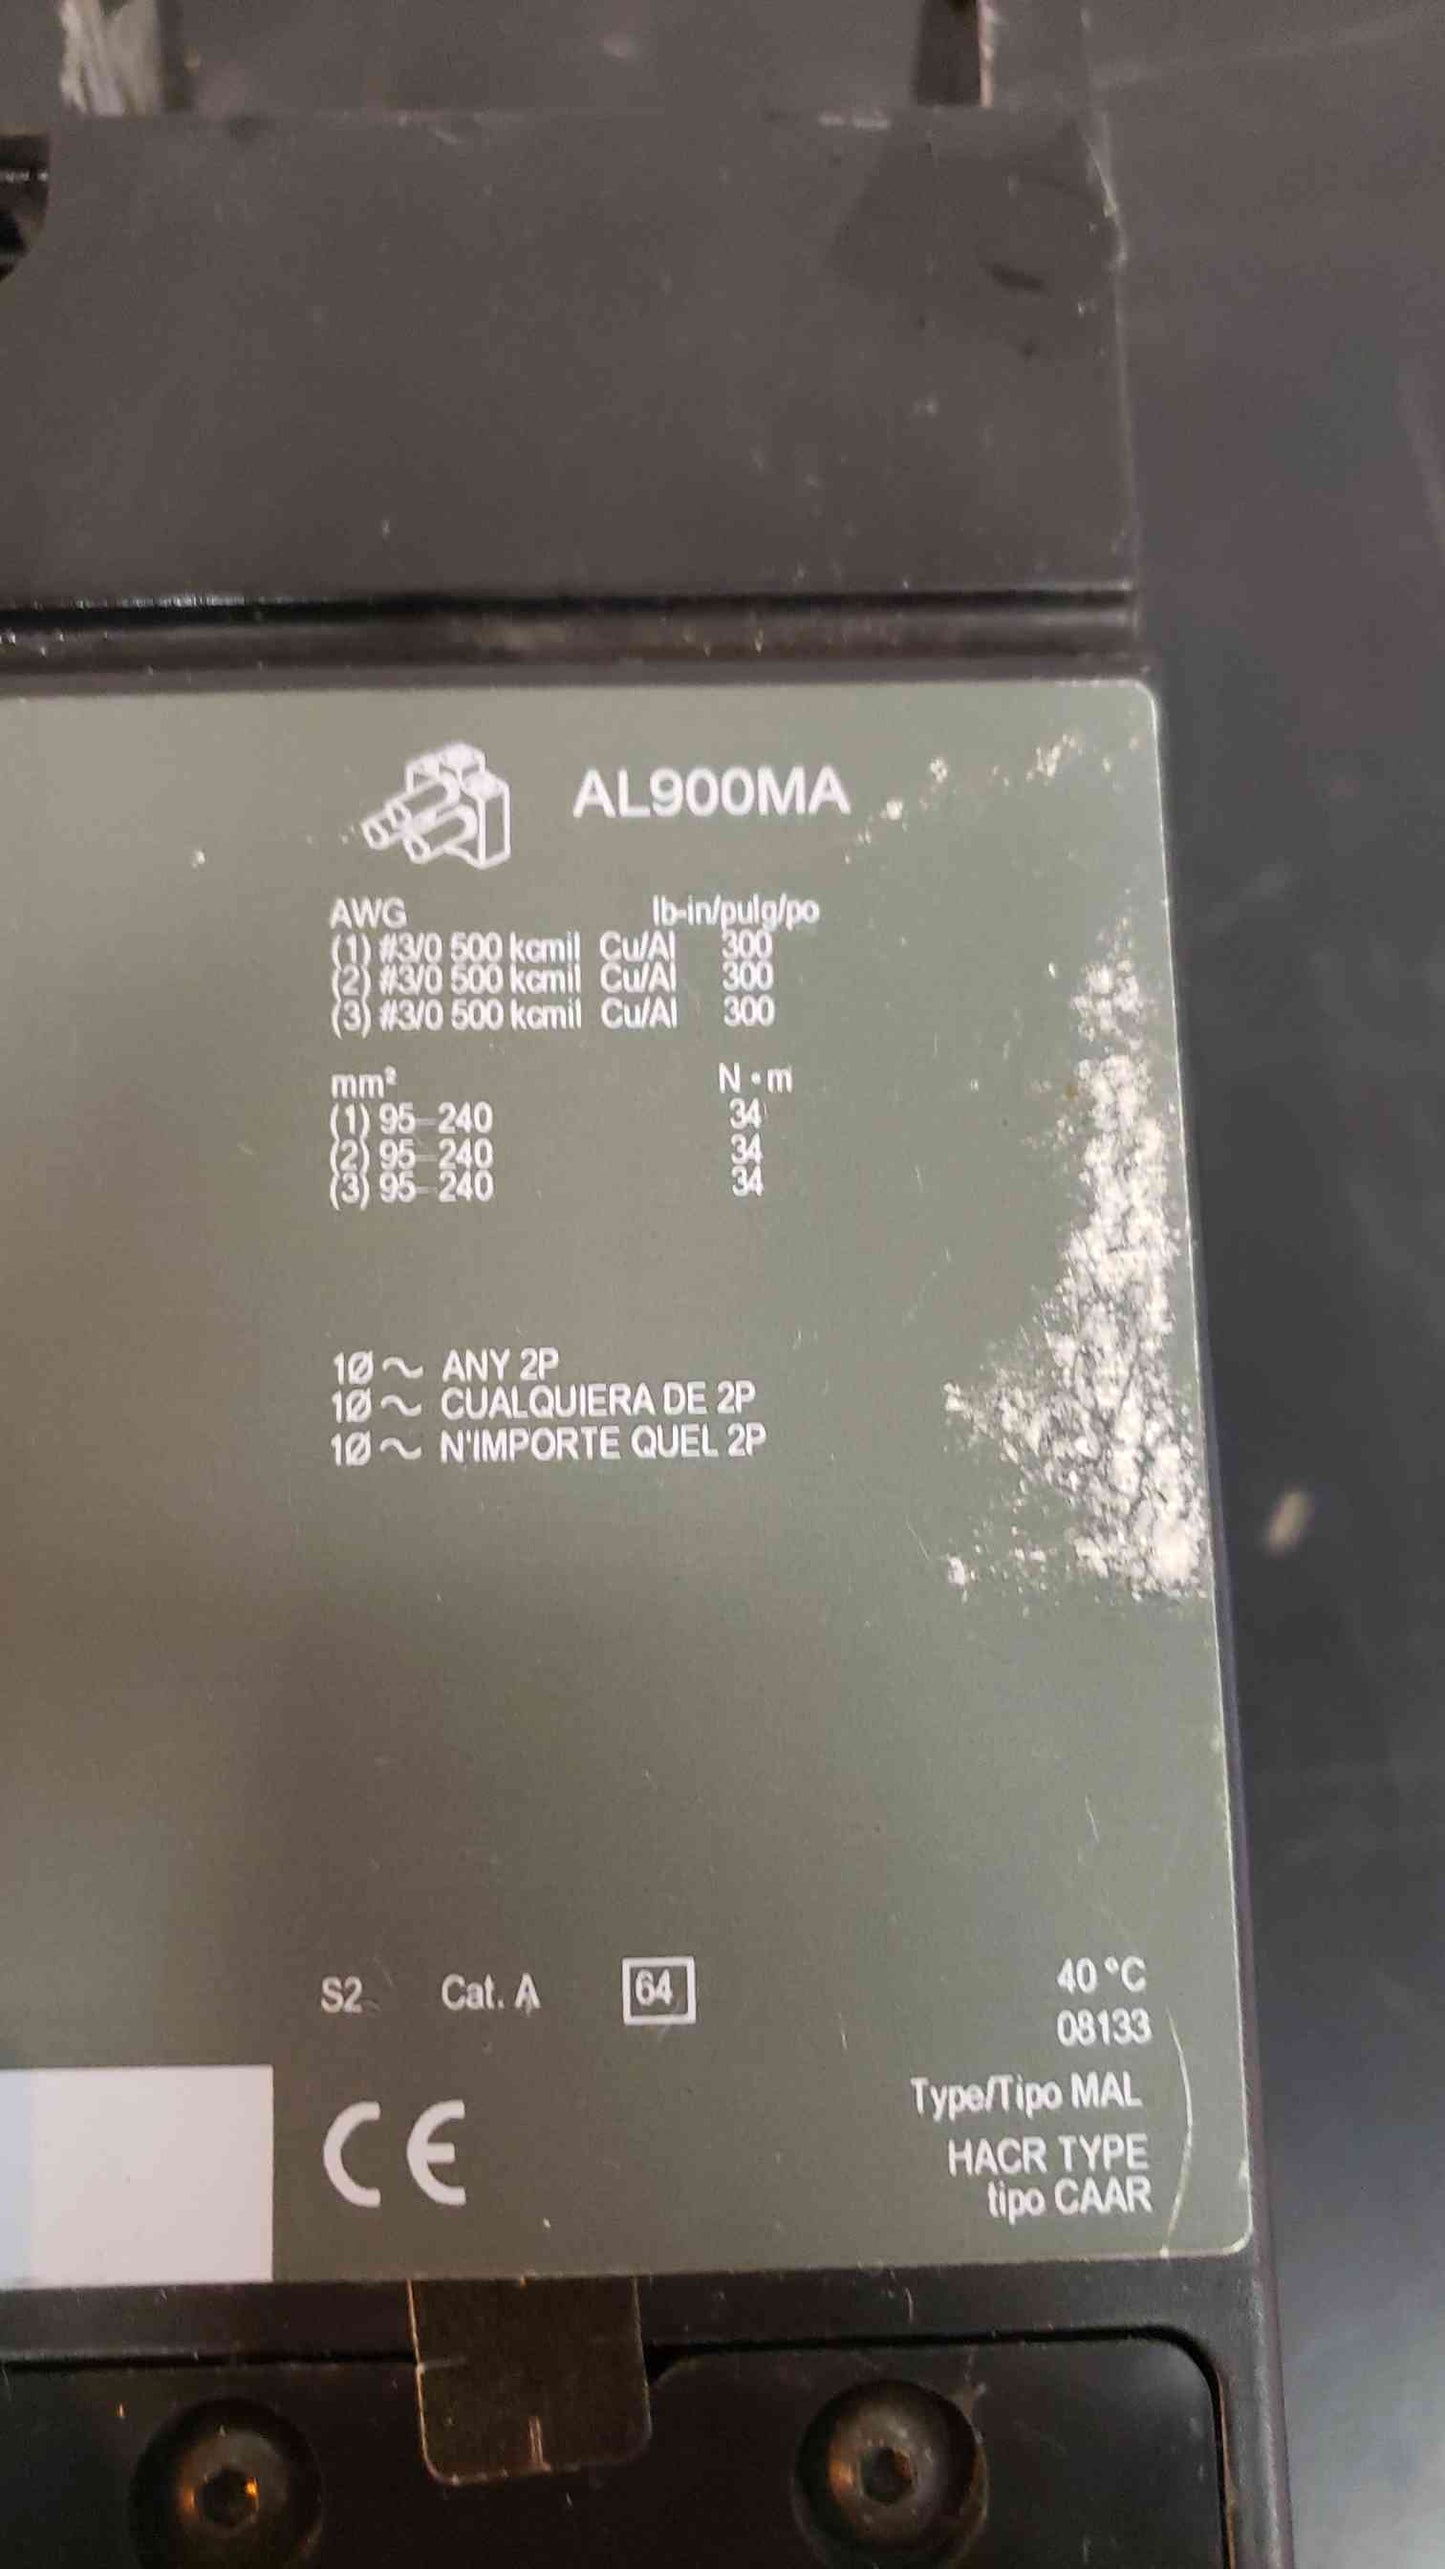 AL900MA
AWG lb-in/pulg/po
(1) #3/0 500 kcmil Cu/Al 300
(2) #3/0 500 kcmil Cu/Al 300
(3) #3/0 500 kcmil Cu/Al 300
mm² N•m
(1) 95-240 34
(2) 95-240 34
(3) 95-240 34
1Ø ~ ANY 2P
1Ø ~ CUALQUIERA DE 2P
1Ø ~ N'IMPORTE QUEL 2P
S2 Cat. A 64
40 °C
08133
Type/Tipo MAL
HACR TYPE
tipo CAAR
CE